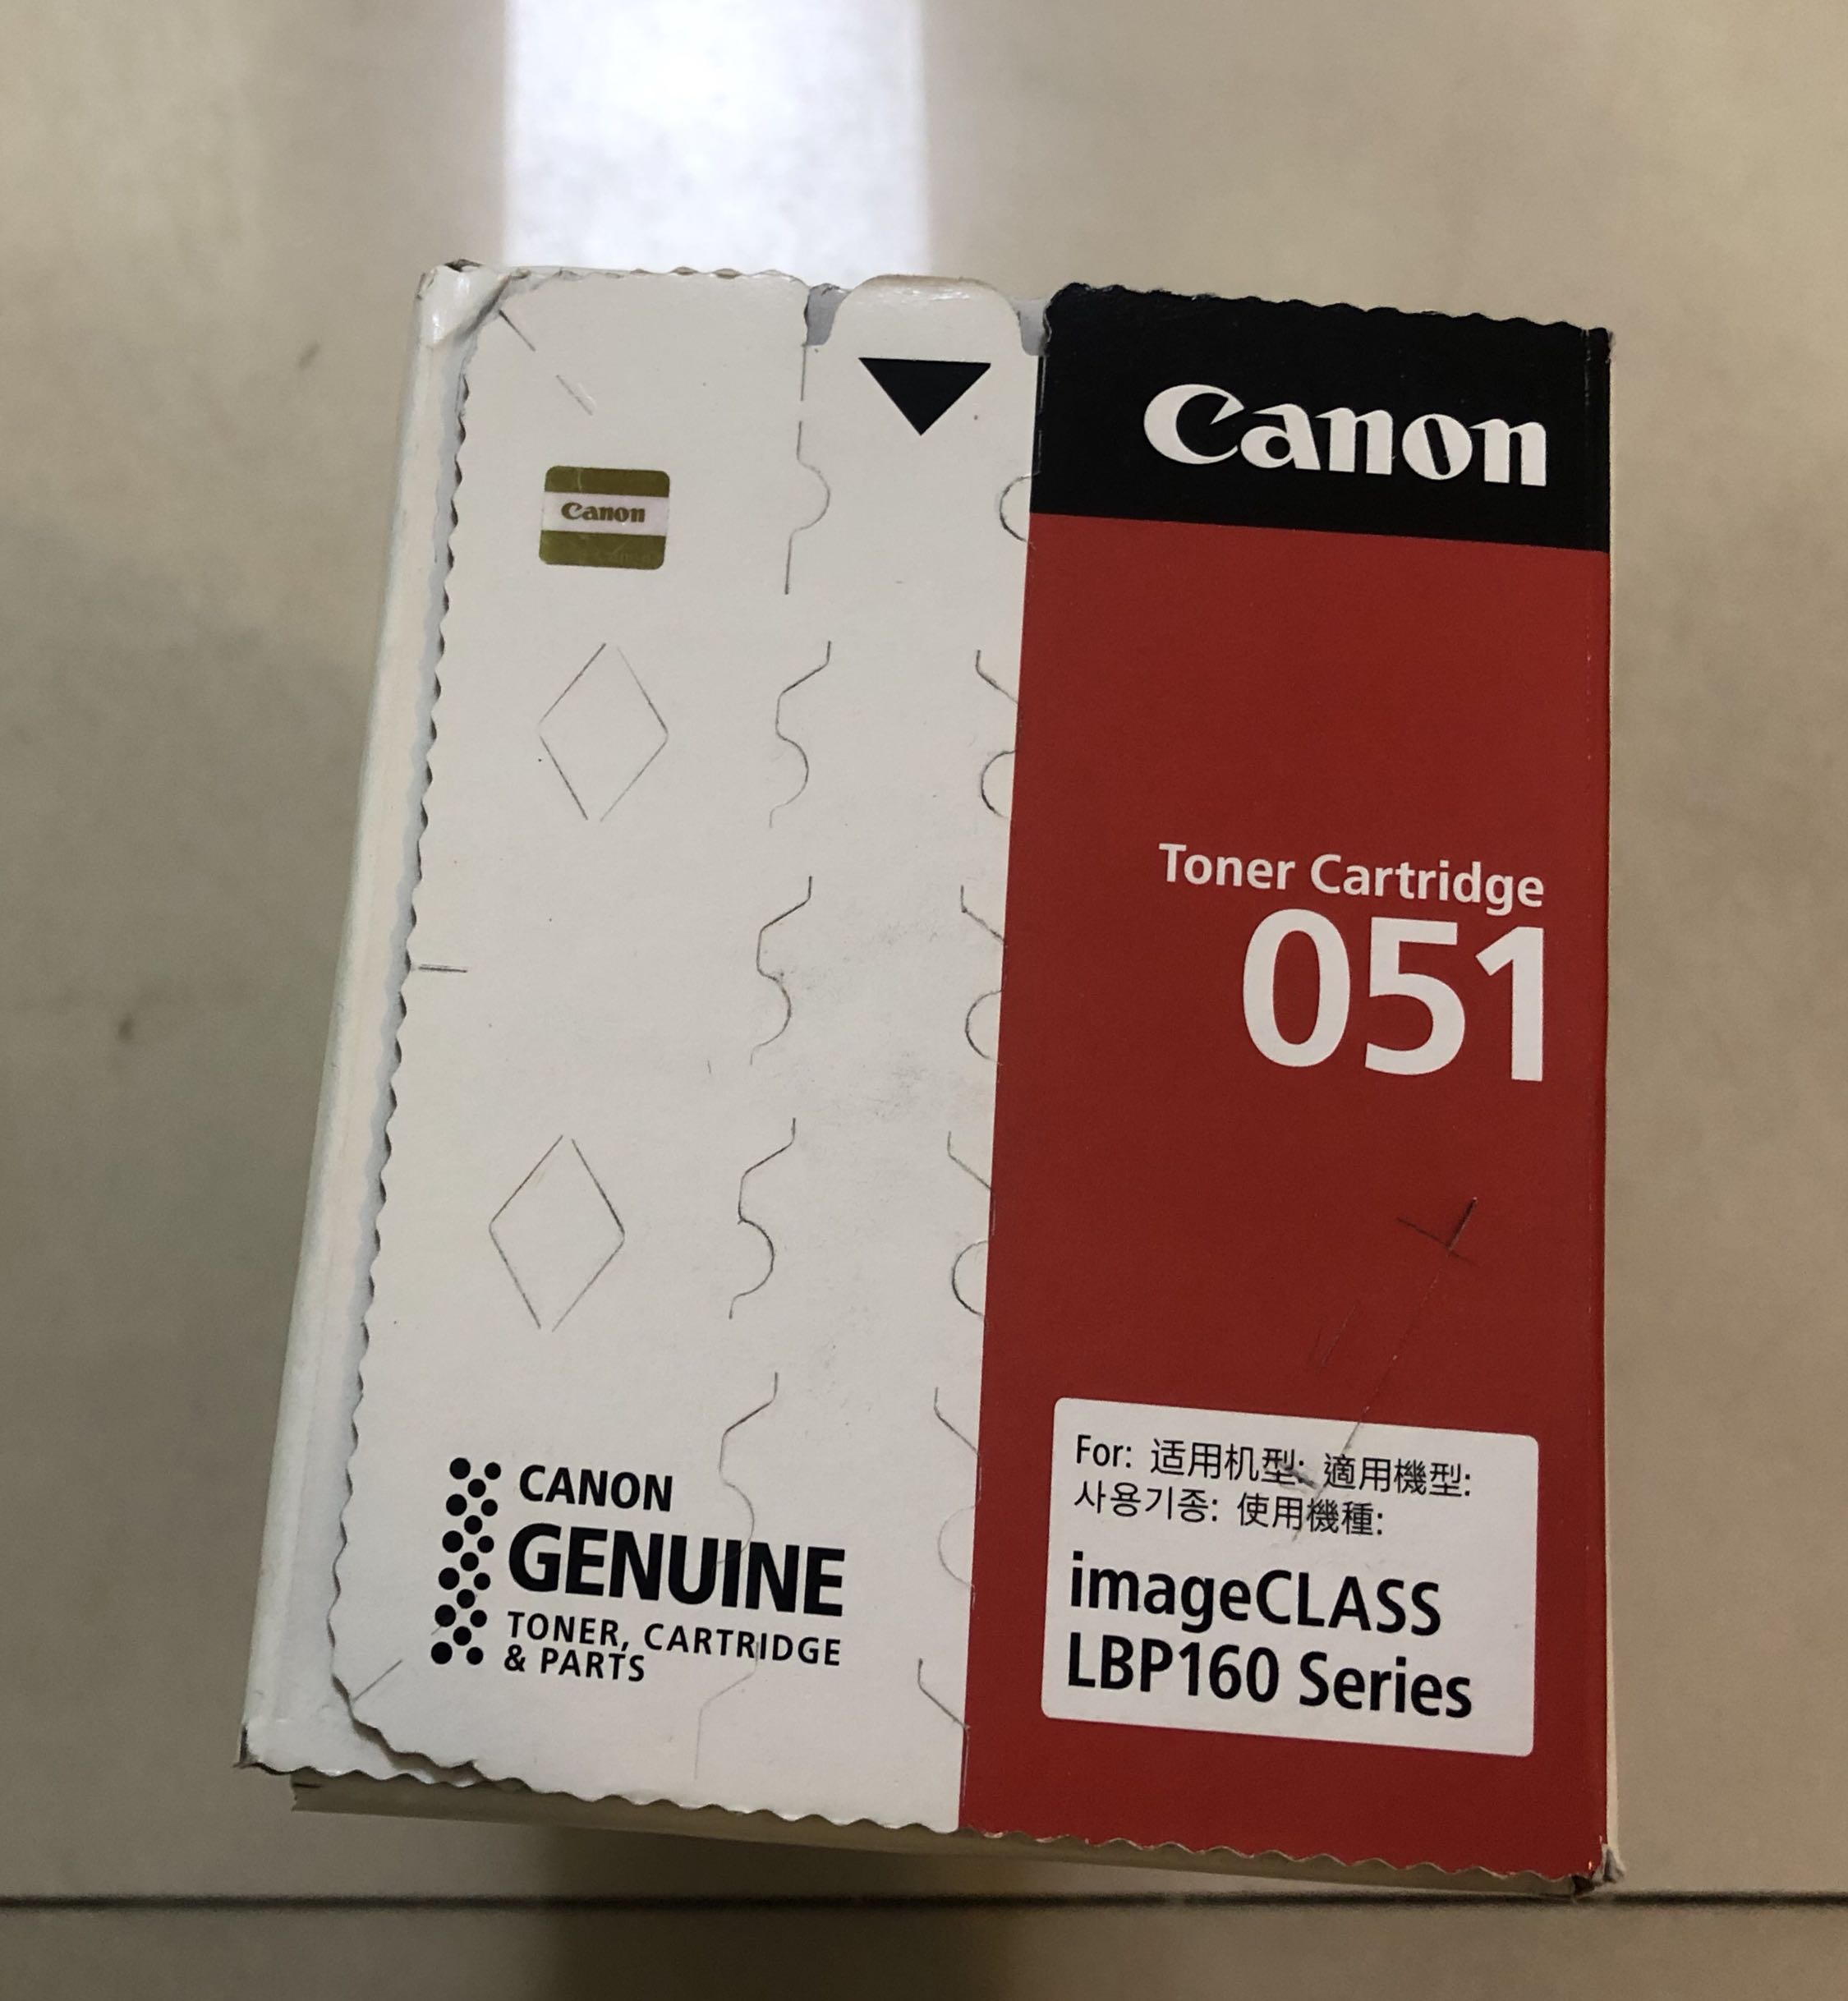 Canon
Canon
Toner Cartridge
051
CANON
GENUINE
TONER, CARTRIDGE
& PARTS
For: 适用机型: 適用機型:
사용기종: 使用機種:
imageCLASS
LBP160 Series